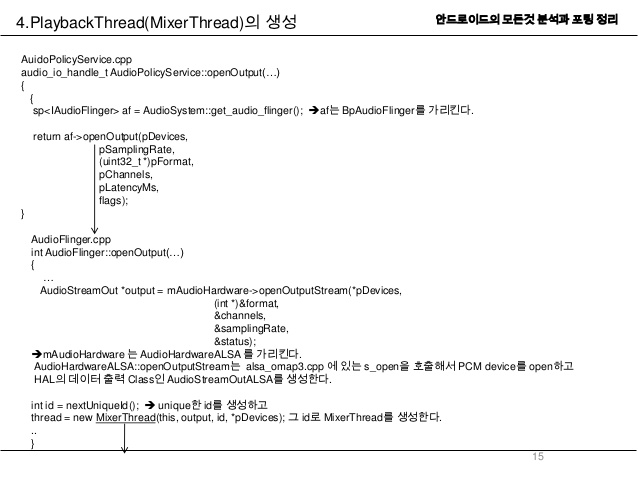 4.PlaybackThread(MixerThread)의 생성
안드로이드의 모든것 분석과 포팅 정리
AuidoPolicyService.cpp
audio_io_handle_t AudioPolicyService::openOutput(…)
{
{
sp<IAudioFlinger> af = AudioSystem::get_audio_flinger(); ➔af는 BpAudioFlinger를 가리킨다.
return af->openOutput(pDevices,
pSamplingRate,
(uint32_t *)pFormat,
pChannels,
pLatencyMs,
flags);
}
AudioFlinger.cpp
int AudioFlinger::openOutput(…)
{
…
AudioStreamOut *output = mAudioHardware->openOutputStream(*pDevices,
(int *)&format,
&channels,
&samplingRate,
&status);
➔mAudioHardware 는 AudioHardwareALSA 를 가리킨다.
AudioHardwareALSA::openOutputStream는 alsa_omap3.cpp 에 있는 s_open을 호출해서 PCM device를 open하고
HAL의 데이터 출력 Class인 AudioStreamOutALSA를 생성한다.
int id = nextUniqueId(); ➔ unique한 id를 생성하고
thread = new MixerThread(this, output, id, *pDevices); 그 id로 MixerThread를 생성한다.
..
}
15